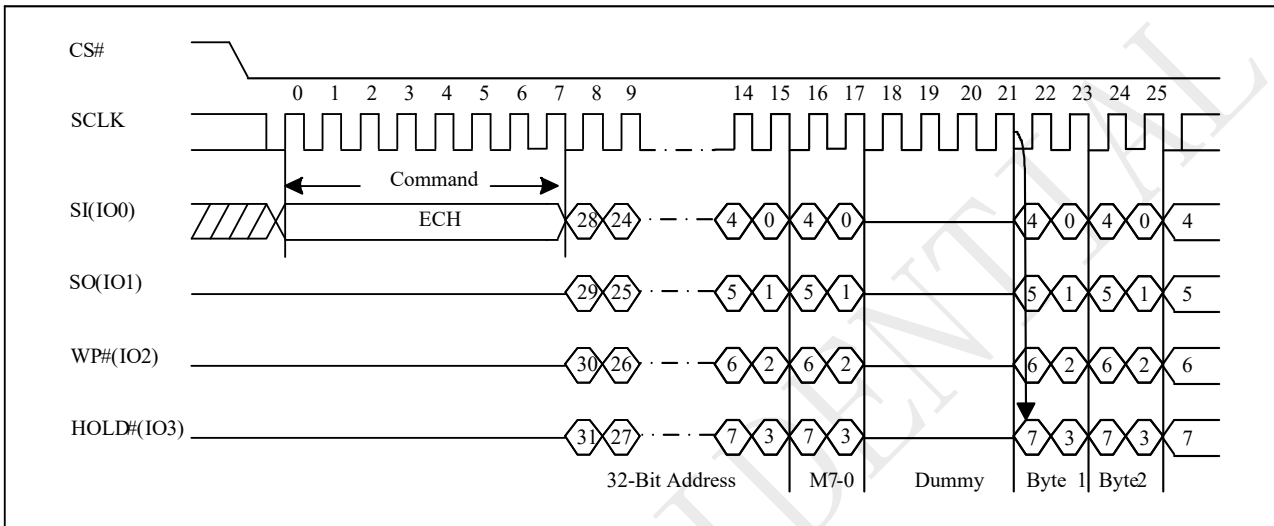 CS#
0 1 2 3 4 5 6 7 8 9 14 15 16 17 18 19 20 21 22 23 24 25
SCLK
Command
SI(IO0) ECH 28 24 4 0 4 0 4 0 4 0 4
SO(IO1) 29 25 5 1 5 1 5 1 5 1 5
WP#(IO2) 30 26 6 2 6 2 6 2 6 2 6
HOLD#(IO3) 31 27 7 3 7 3 7 3 7 3 7
32-Bit Address M7-0 Dummy Byte 1 Byte2
IDENTIAL